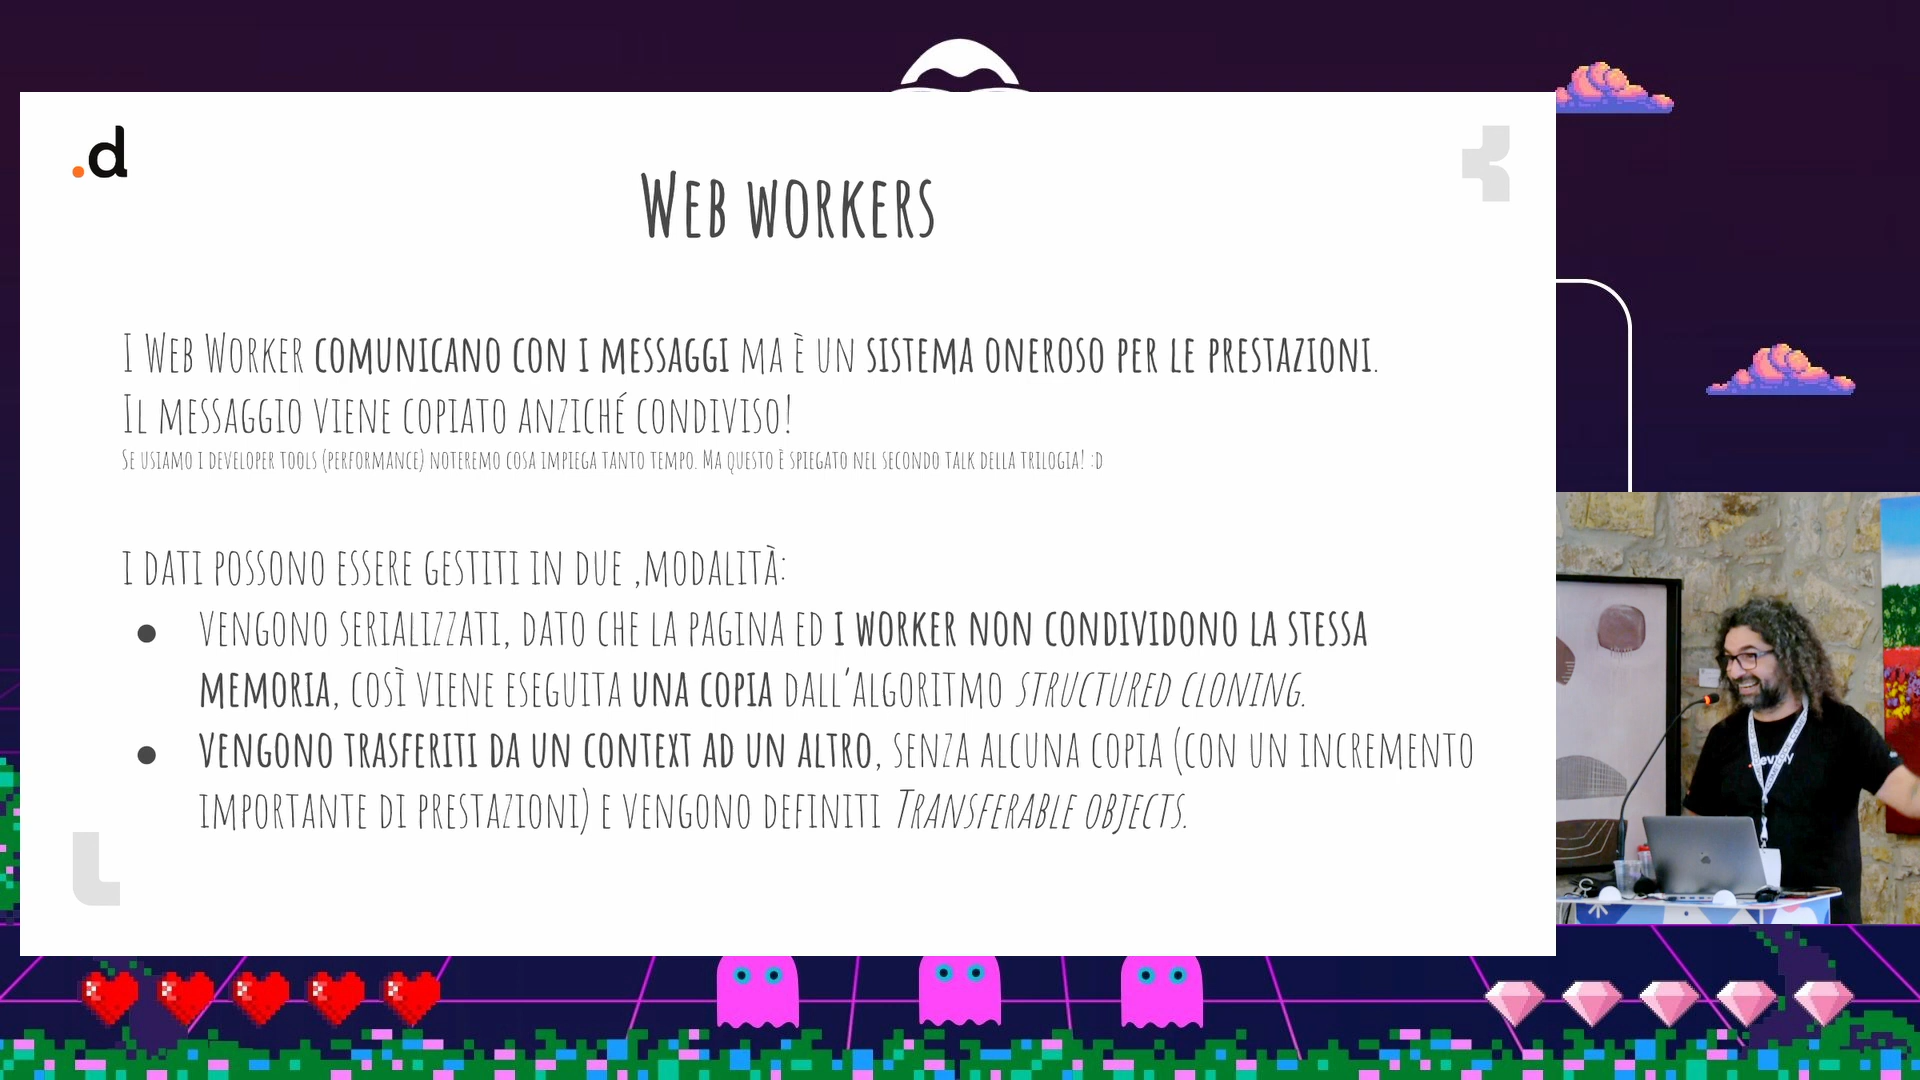 .d
Web workers
I Web Worker comunicano con i messaggi ma è un sistema oneroso per le prestazioni.
Il messaggio viene copiato anziché condiviso!
Se usiamo i developer tools (performance) noteremo cosa impiega tanto tempo. Ma questo è spiegato nel secondo talk della trilogia! :d
i dati possono essere gestiti in due ,modalità:
● vengono serializzati, dato che la pagina ed i worker non condividono la stessa
memoria, così viene eseguita una copia dall'algoritmo structured cloning.
● vengono trasferiti da un context ad un altro, senza alcuna copia (con un incremento
importante di prestazioni) e vengono definiti Transferable objects.